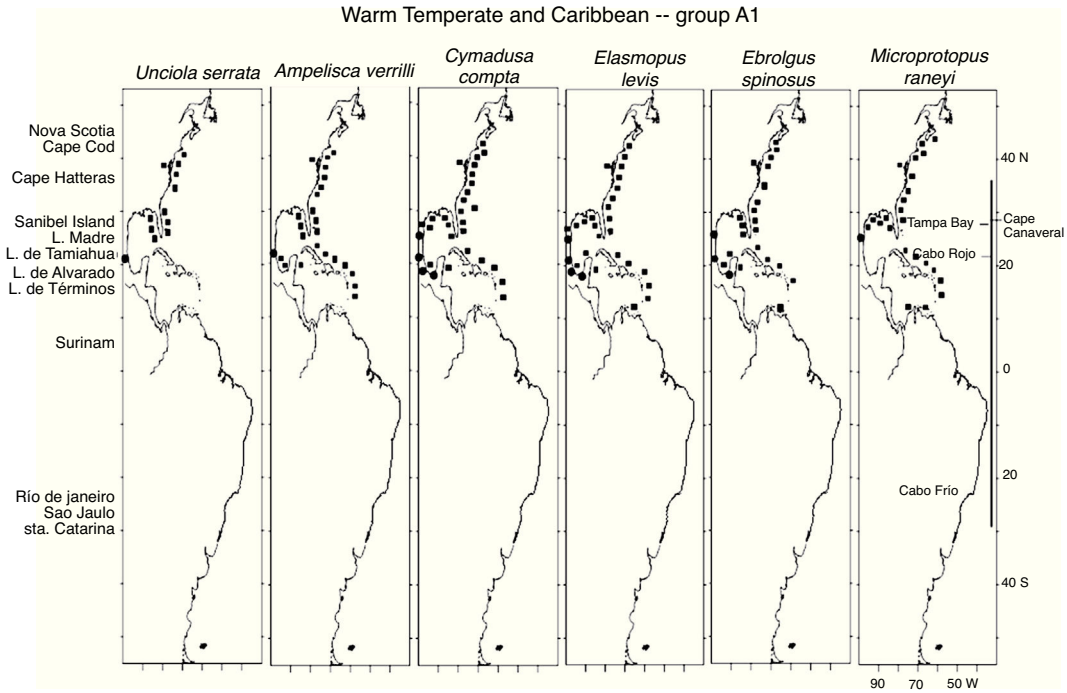 Warm Temperate and Caribbean -- group A1
Unciola serrata
Ampelisca verrilli
Cymadusa
compta
Elasmopus
levis
Ebrolgus
spinosus
Microprotopus
raneyi
Nova Scotia
Cape Cod
Cape Hatteras
Sanibel Island
L. Madre
L. de Tamiahua
L. de Alvarado
L. de Términos
Surinam
Río de janeiro
Sao Jaulo
sta. Catarina
40 N
Tampa Bay
Cape
Canaveral
Cabo Rojo
20
0
20
Cabo Frío
40 S
90 70 50 W